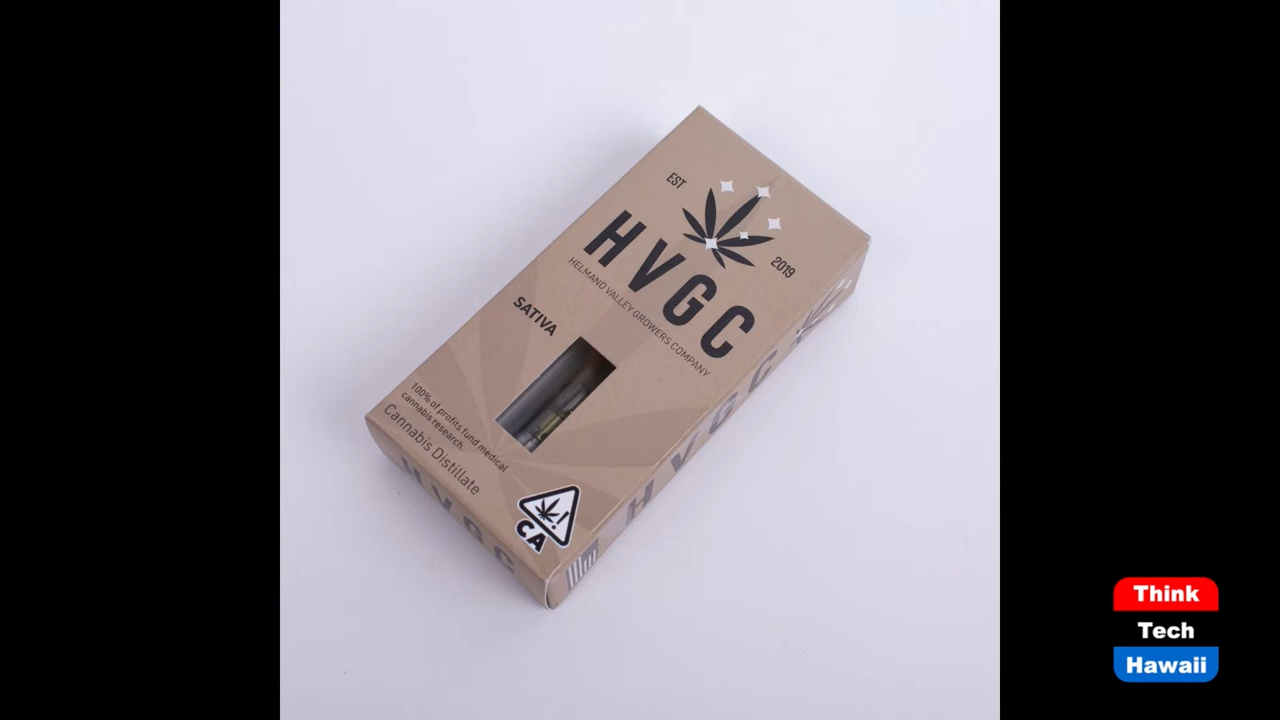 EST
2019
HVGC
HELMAND VALLEY GROWERS COMPANY
SATIVA
100% of profits fund medical
cannabis research.
Cannabis Distillate
CA
HVGC
HVGC
Think
Tech
Hawaii